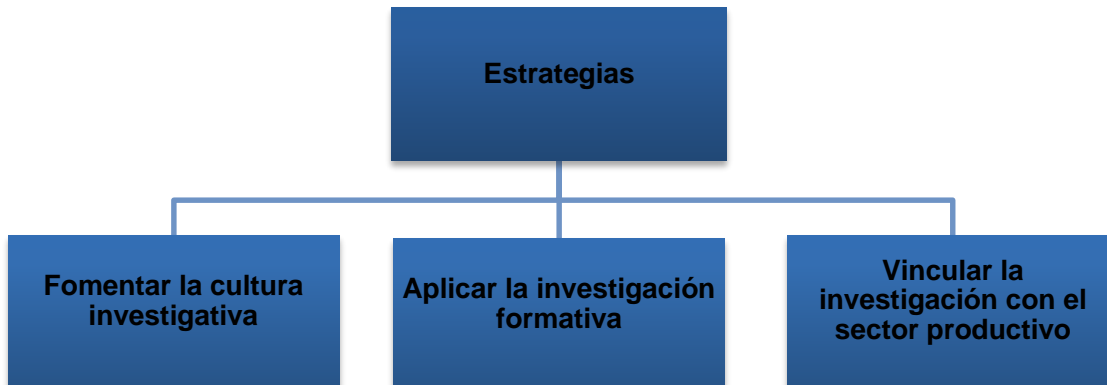 Estrategias
Fomentar la cultura
investigativa
Aplicar la investigación
formativa
Vincular la
investigación con el
sector productivo